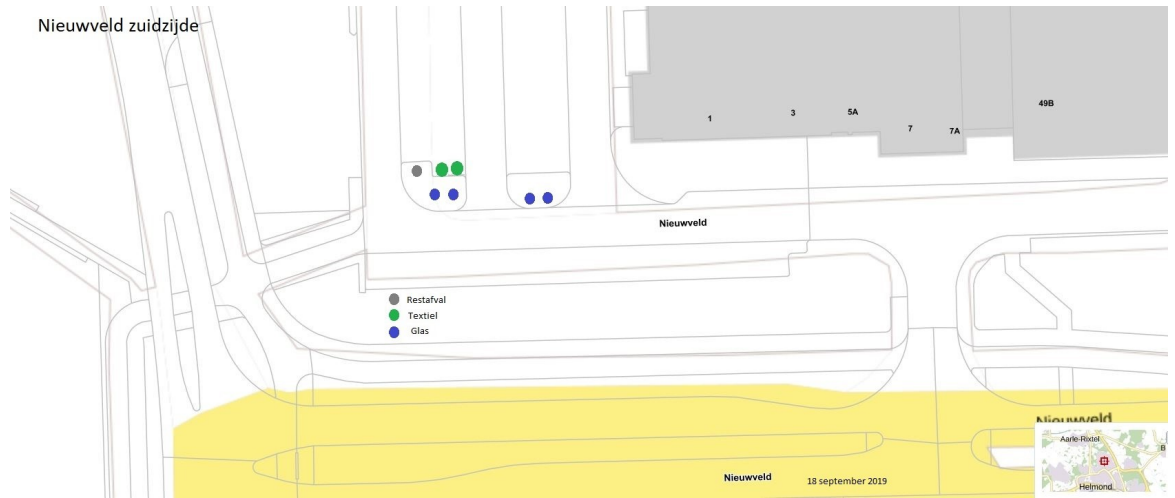 Nieuwveld zuidzijde
49B
1
3
5A
7
7A
Nieuwveld
Restafval
Textiel
Glas
Nieuwveld
Aarle-Rixtel
B
Helmond
Nieuwveld
18 september 2019